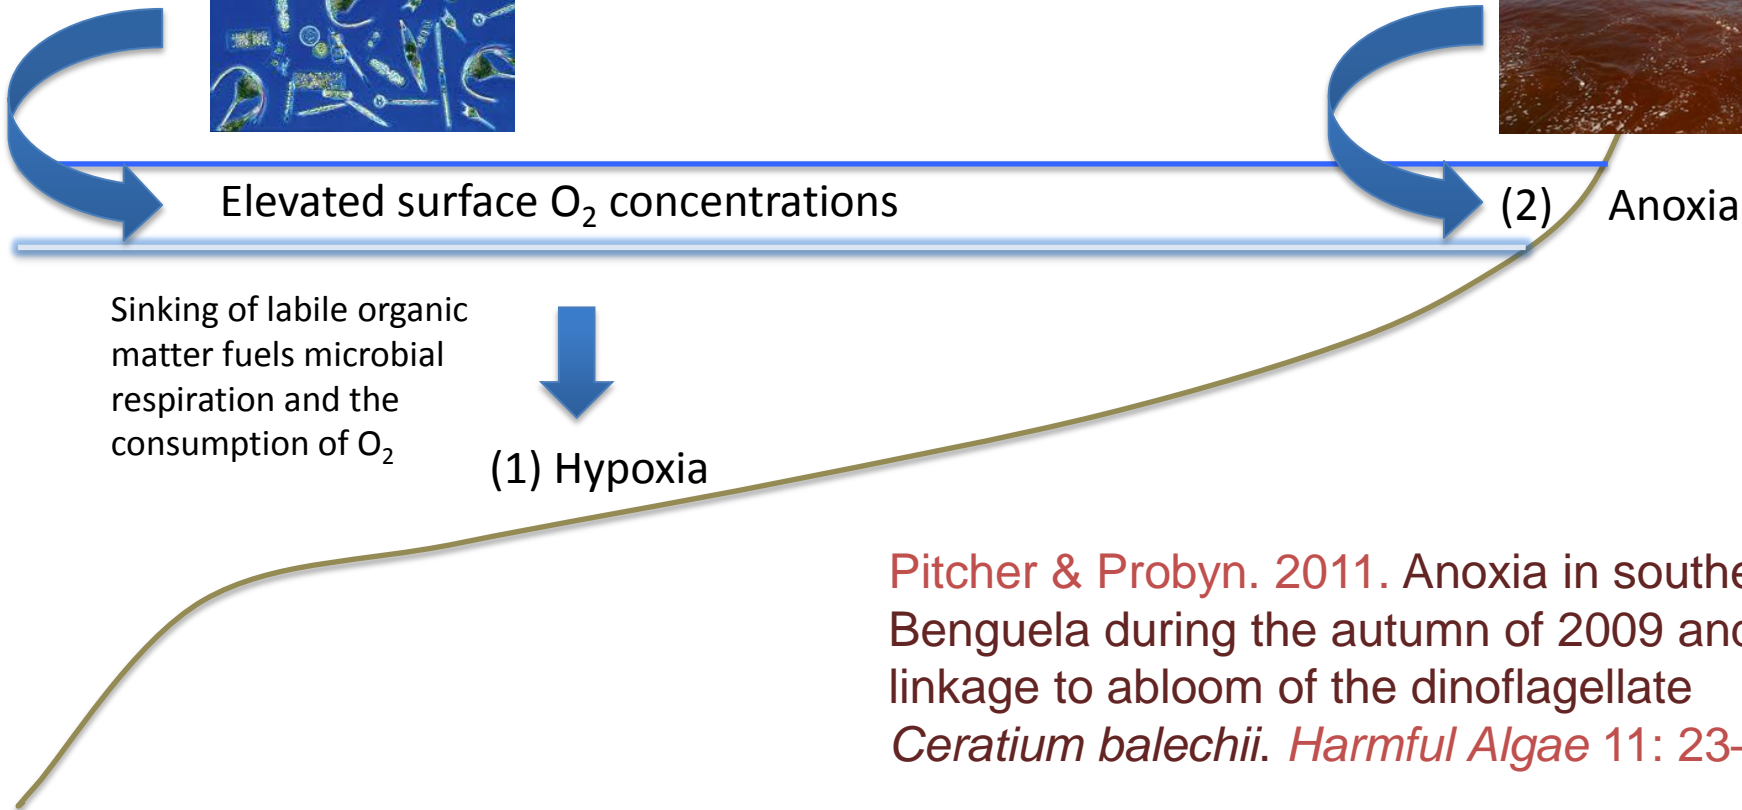 Elevated surface O₂ concentrations
(2) Anoxia
Sinking of labile organic
matter fuels microbial
respiration and the
consumption of O₂
(1) Hypoxia
Pitcher & Probyn. 2011. Anoxia in southe
Benguela during the autumn of 2009 and
linkage to abloom of the dinoflagellate
Ceratium balechii. Harmful Algae 11: 23-